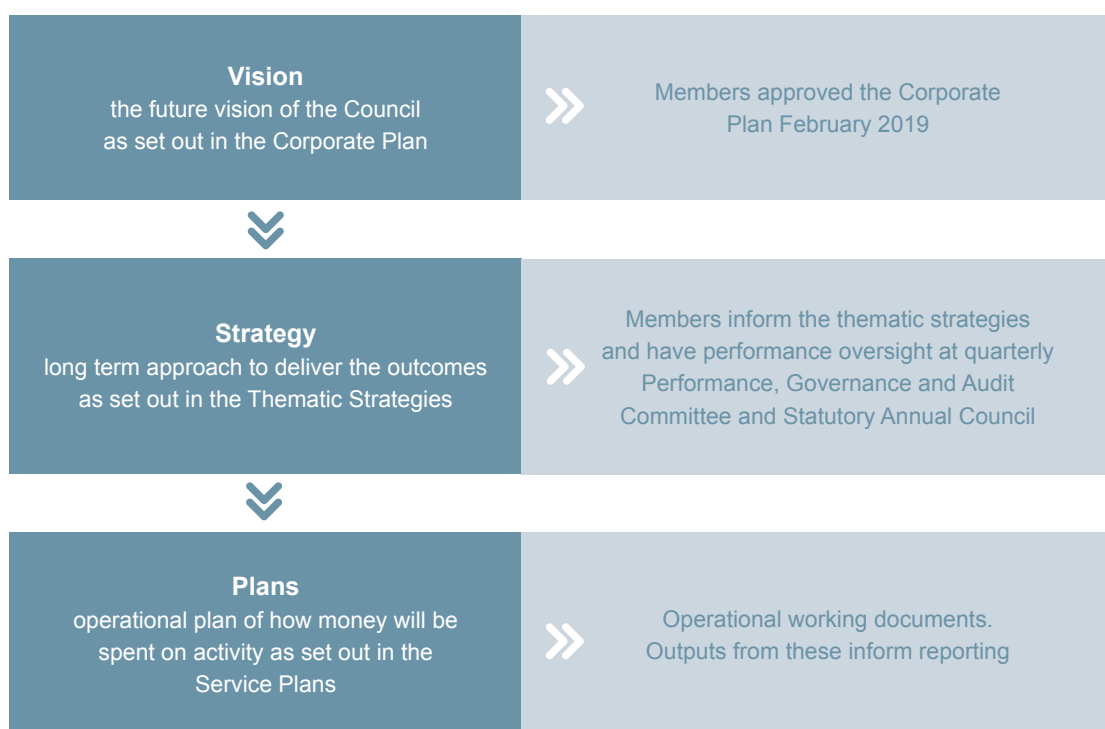 Vision
the future vision of the Council
as set out in the Corporate Plan
Members approved the Corporate
Plan February 2019
Strategy
long term approach to deliver the outcomes
as set out in the Thematic Strategies
Members inform the thematic strategies
and have performance oversight at quarterly
Performance, Governance and Audit
Committee and Statutory Annual Council
Plans
operational plan of how money will be
spent on activity as set out in the
Service Plans
Operational working documents.
Outputs from these inform reporting